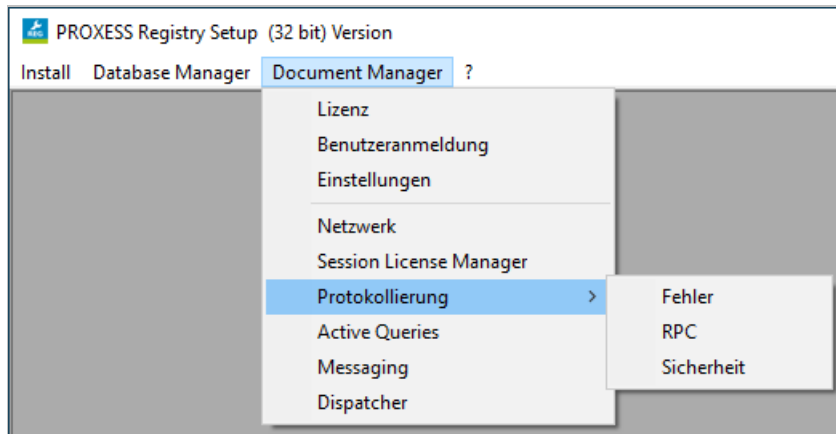 REG PROXESS Registry Setup (32 bit) Version
Install Database Manager Document Manager ?
Lizenz
Benutzeranmeldung
Einstellungen
Netzwerk
Session License Manager
Protokollierung >
Fehler
RPC
Sicherheit
Active Queries
Messaging
Dispatcher